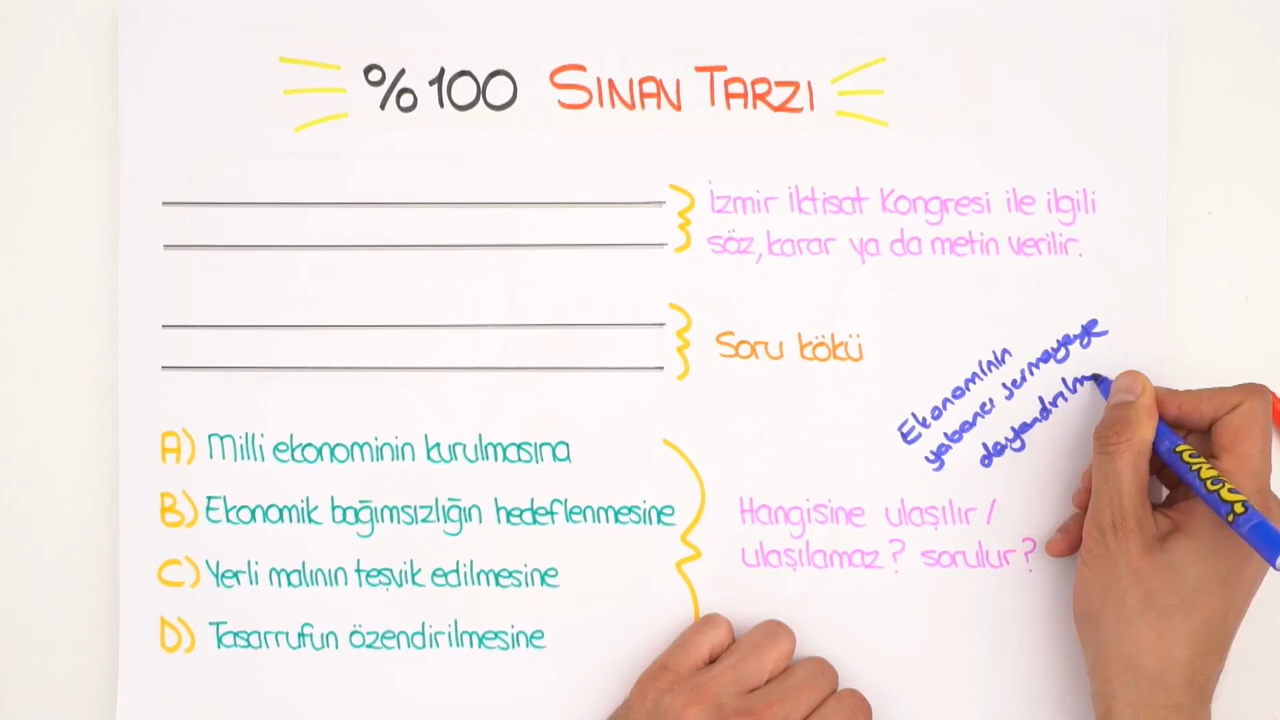 %100 SINAN TARZI
İzmir İktisat Kongresi ile ilgili
söz, karar ya da metin verilir.
Soru kökü
Ekonominin
yabancı sermayeye
dayandırılm
A) Milli ekonominin kurulmasına
B) Ekonomik bağımsızlığın hedeflenmesine
C) Yerli malının teşvik edilmesine
D) Tasarrufun özendirilmesine
Hangisine ulaşılır /
ulaşılamaz? sorulur?